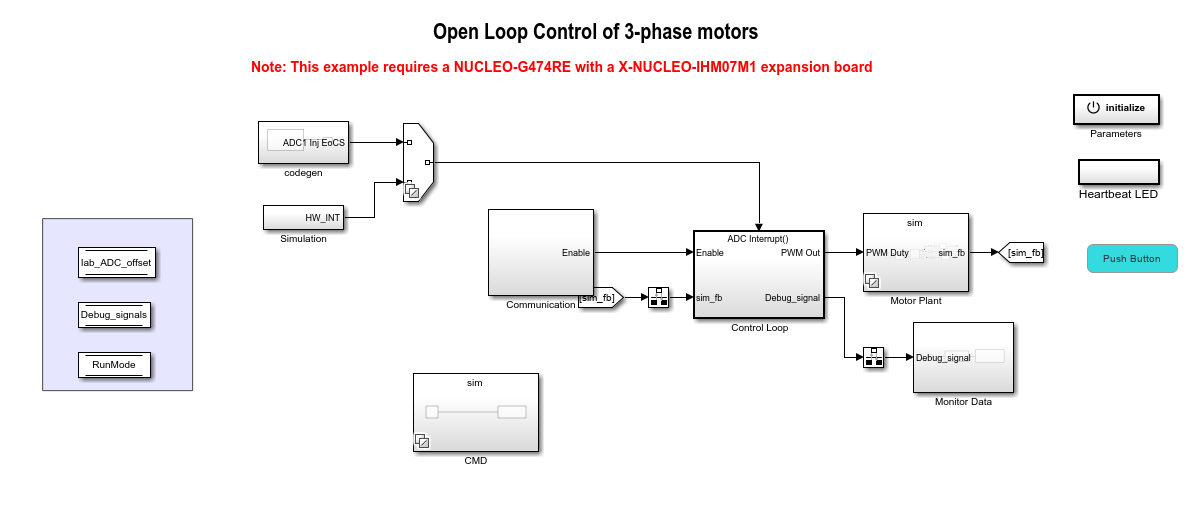 Open Loop Control of 3-phase motors
Note: This example requires a NUCLEO-G474RE with a X-NUCLEO-IHM07M1 expansion board
initialize
Parameters
ADC1 Inj EoCS
codegen
Heartbeat LED
HW_INT
Simulation
sim
ADC Interrupt()
Enable
Enable
PWM Out
PWM Duty
sim_fb
[sim_fb]
Push Button
lab_ADC_offset
[sim_fb]
sim_fb
Debug_signal
Communication
Motor Plant
Debug_signals
Control Loop
Debug_signal
RunMode
sim
Monitor Data
CMD